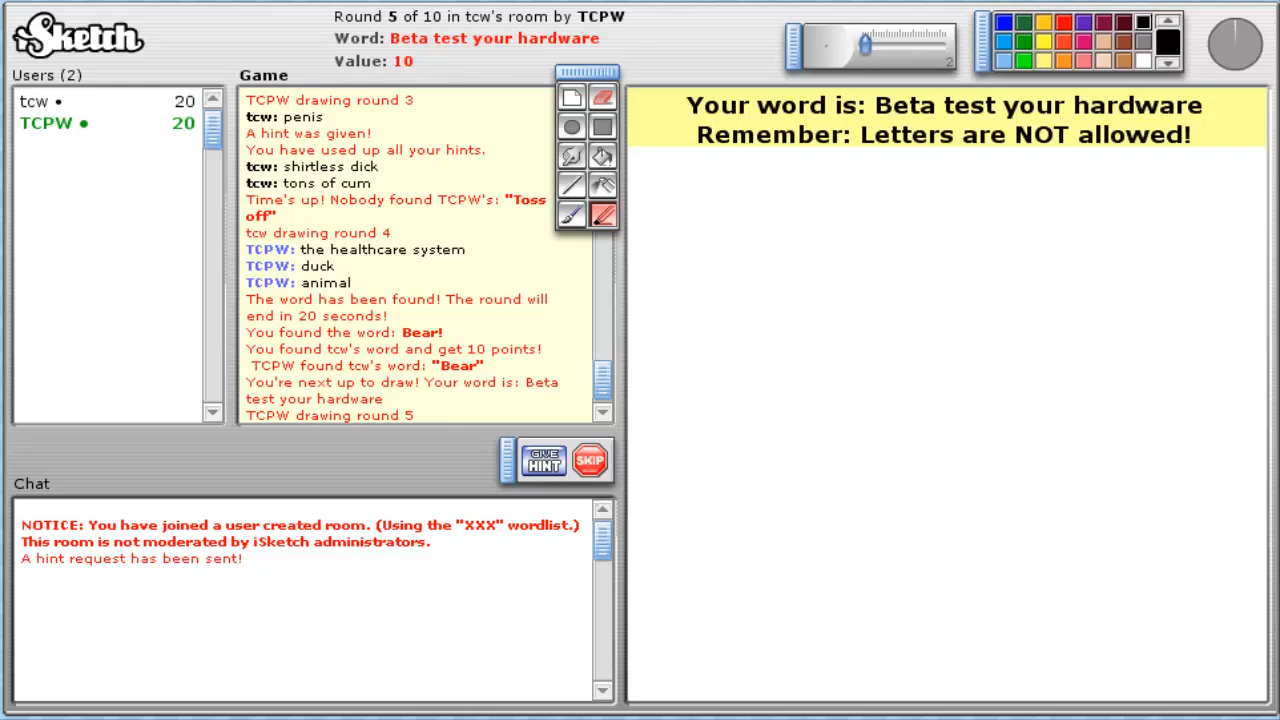 iSketch
Round 5 of 10 in tcw's room by TCPW
Word: Beta test your hardware
Value: 10
Users (2)
tcw • 20
TCPW • 20
Game
TCPW drawing round 3
tcw: penis
A hint was given!
You have used up all your hints.
tcw: shirtless dick
tcw: tons of cum
Time's up! Nobody found TCPW's: "Toss
off"
tcw drawing round 4
TCPW: the healthcare system
TCPW: duck
TCPW: animal
The word has been found! The round will
end in 20 seconds!
You found the word: Bear!
You found tcw's word and get 10 points!
TCPW found tcw's word: "Bear"
You're next up to draw! Your word is: Beta
test your hardware
TCPW drawing round 5
GIVE
HINT
SKIP
Chat
NOTICE: You have joined a user created room. (Using the "XXX" wordlist.)
This room is not moderated by iSketch administrators.
A hint request has been sent!
2
Your word is: Beta test your hardware
Remember: Letters are NOT allowed!